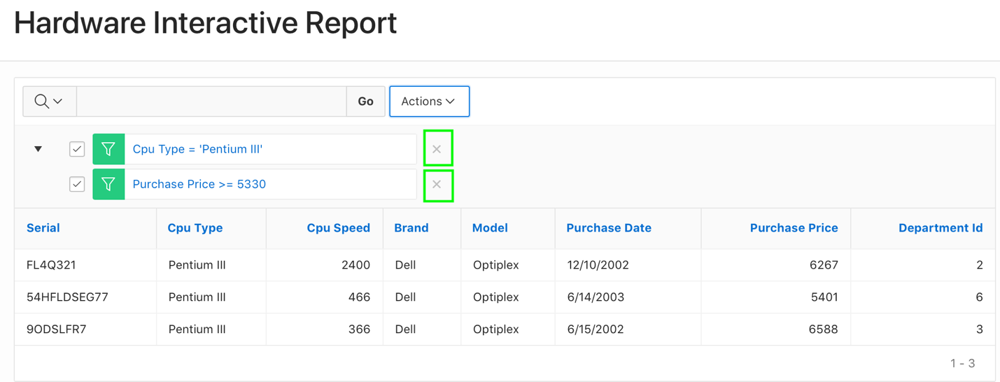 Hardware Interactive Report
Go Actions
Cpu Type = 'Pentium III'
Purchase Price >= 5330
Serial Cpu Type Cpu Speed Brand Model Purchase Date Purchase Price Department Id
FL4Q321 Pentium III 2400 Dell Optiplex 12/10/2002 6267 2
54HFLDSEG77 Pentium III 466 Dell Optiplex 6/14/2003 5401 6
9ODSLFR7 Pentium III 366 Dell Optiplex 6/15/2002 6588 3
1 - 3